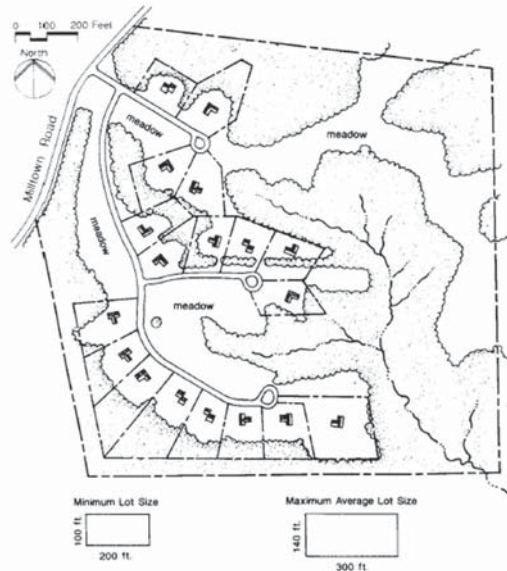 0 100 200 Feet
North
Milltown Road
meadow
meadow
meadow
meadow
Minimum Lot Size
100 ft.
200 ft.
Maximum Average Lot Size
140 ft.
300 ft.